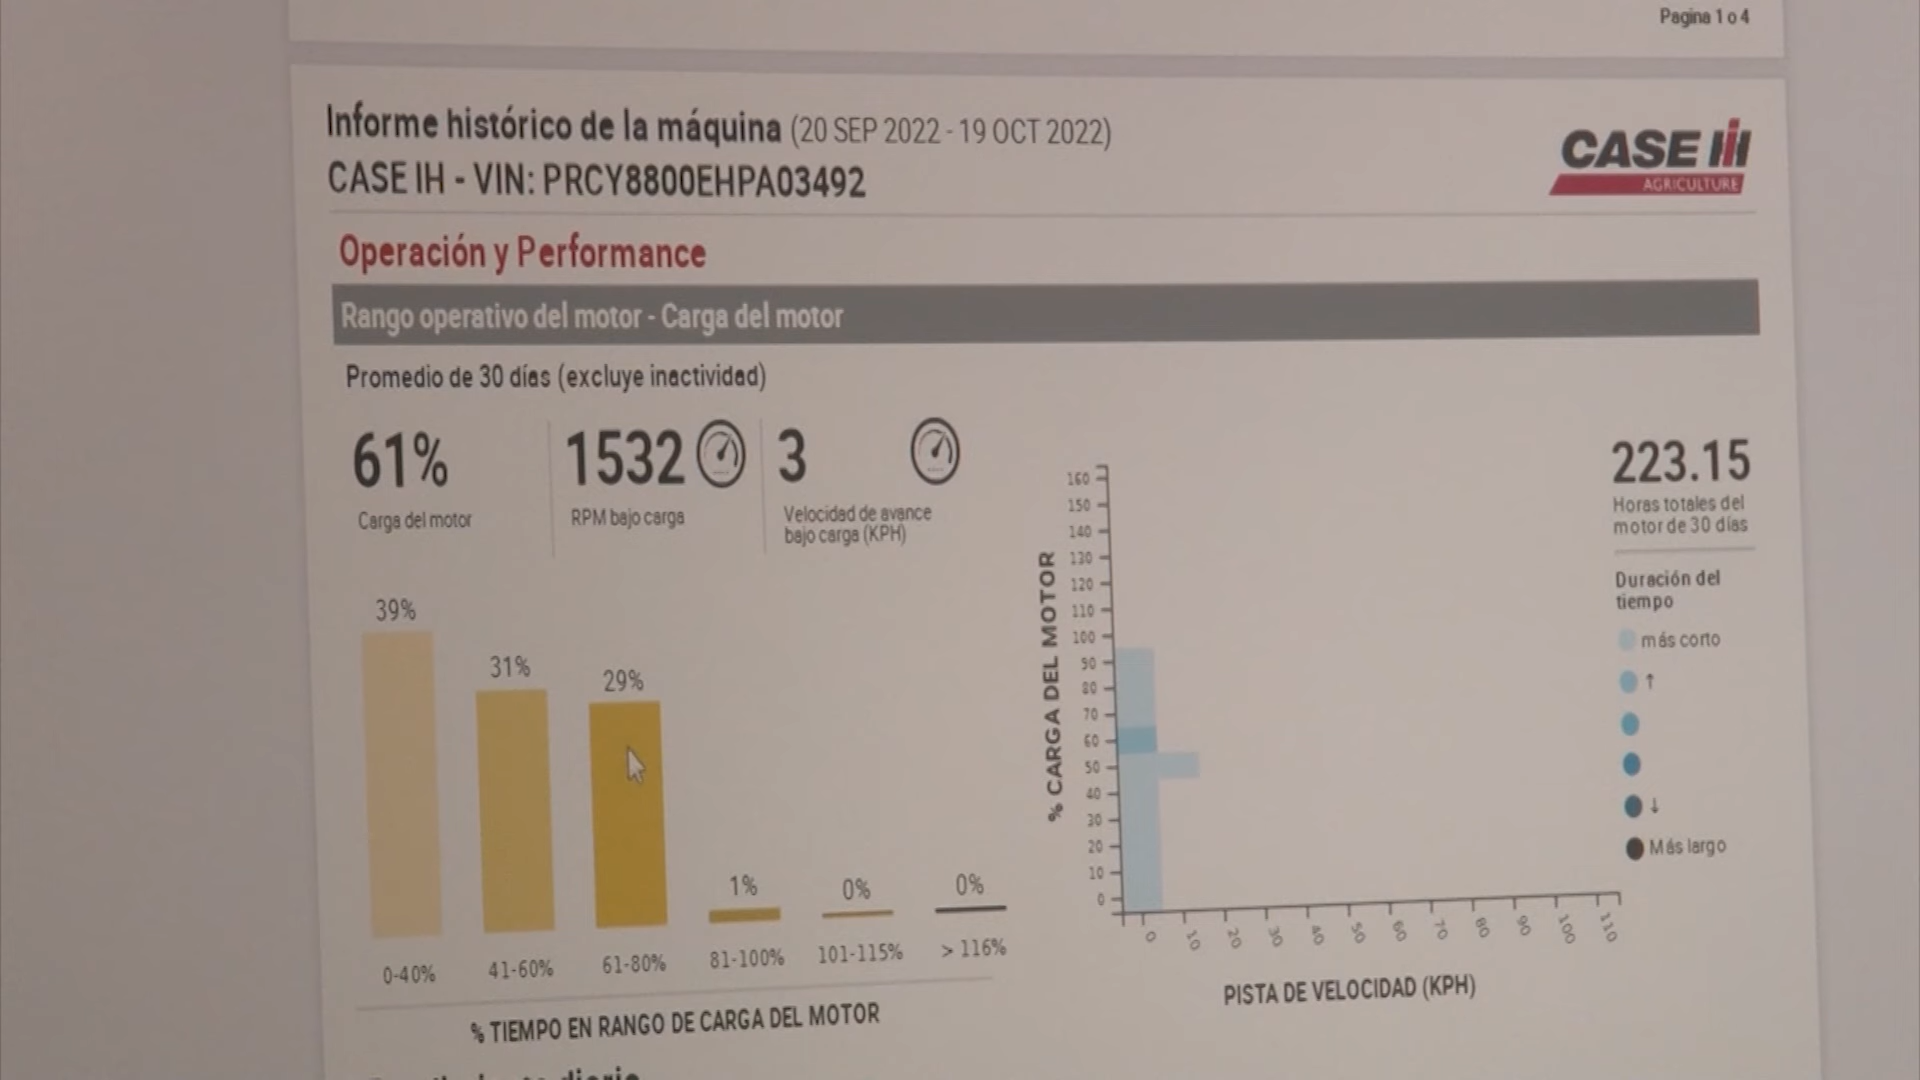 Pagina 1 o 4
Informe histórico de la máquina (20 SEP 2022 - 19 OCT 2022)
CASE IH - VIN: PRCY8800EHPA03492
CASE IH
AGRICULTURE
Operación y Performance
Rango operativo del motor - Carga del motor
Promedio de 30 días (excluye inactividad)
61%
Carga del motor
1532
RPM bajo carga
3
Velocidad de avance
bajo carga (KPH)
39%
31%
29%
1%
0%
0%
0-40%
41-60%
61-80%
81-100%
101-115%
> 116%
% TIEMPO EN RANGO DE CARGA DEL MOTOR
% CARGA DEL MOTOR
160
150
140
130
120
110
100
90
80
70
60
50
40
30
20
10
0
0
10
20
30
40
50
60
70
80
90
100
110
PISTA DE VELOCIDAD (KPH)
223.15
Horas totales del
motor de 30 días
Duración del
tiempo
más corto
↑
↓
Más largo